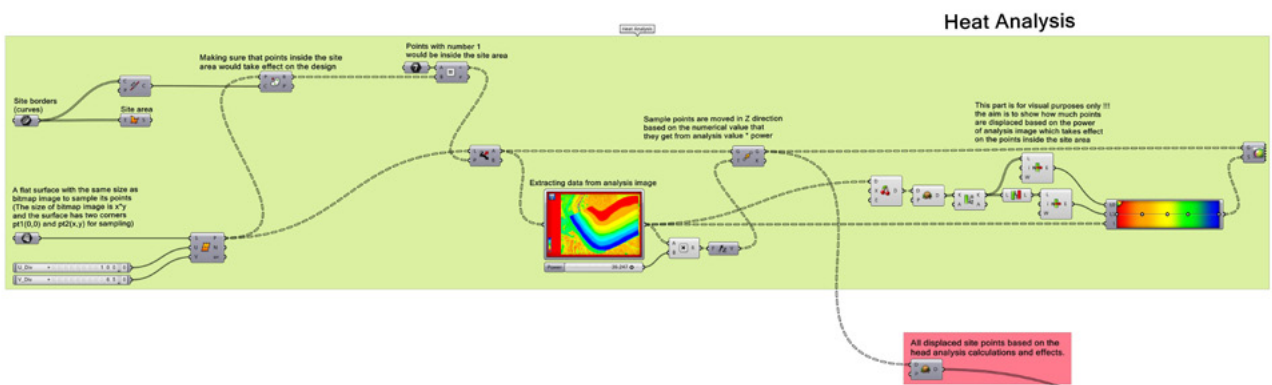 Heat Analysis
Heat Analysis
Points with number 1
would be inside the site area
Making sure that points inside the site
area would take effect on the design
Site borders
(curves)
Site area
Sample points are moved in Z direction
based on the numerical value that
they get from analysis value * power
This part is for visual purposes only !!!
the aim is to show how much points
are displaced based on the power
of analysis image which takes effect
on the points inside the site area
A flat surface with the same size as
bitmap image to sample its points
(The size of bitmap image is x*y
and the surface has two corners
pt1(0,0) and pt2(x,y) for sampling)
Extracting data from analysis image
U_Div
V_Div
Power
All displaced site points based on the
head analysis calculations and effects.